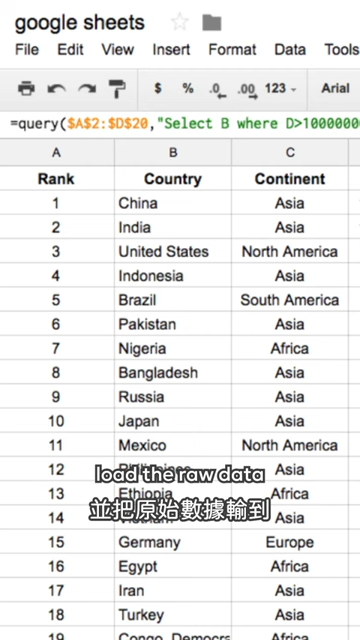 google sheets
File Edit View Insert Format Data Tools
$ % .0 .00 123 Arial
=query($A$2:$D$20,"Select B where D>1000000
A B C
Rank Country Continent
1 China Asia
2 India Asia
3 United States North America
4 Indonesia Asia
5 Brazil South America
6 Pakistan Asia
7 Nigeria Africa
8 Bangladesh Asia
9 Russia Asia
10 Japan Asia
11 Mexico North America
12 Philippines Asia
load the raw data
13 Ethiopia Africa
並把原始數據輸到
14 Vietnam Asia
15 Germany Europe
16 Egypt Africa
17 Iran Asia
18 Turkey Asia
19 Congo, Democra Africa